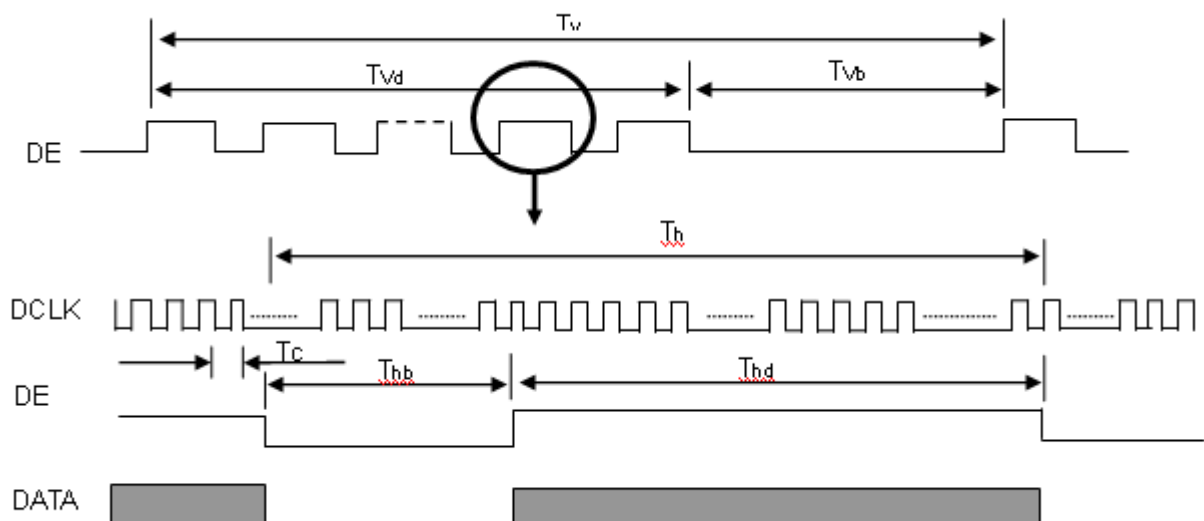 Tv
TVd
TVb
DE
Th
DCLK
TC
Thb
Thd
DE
DATA